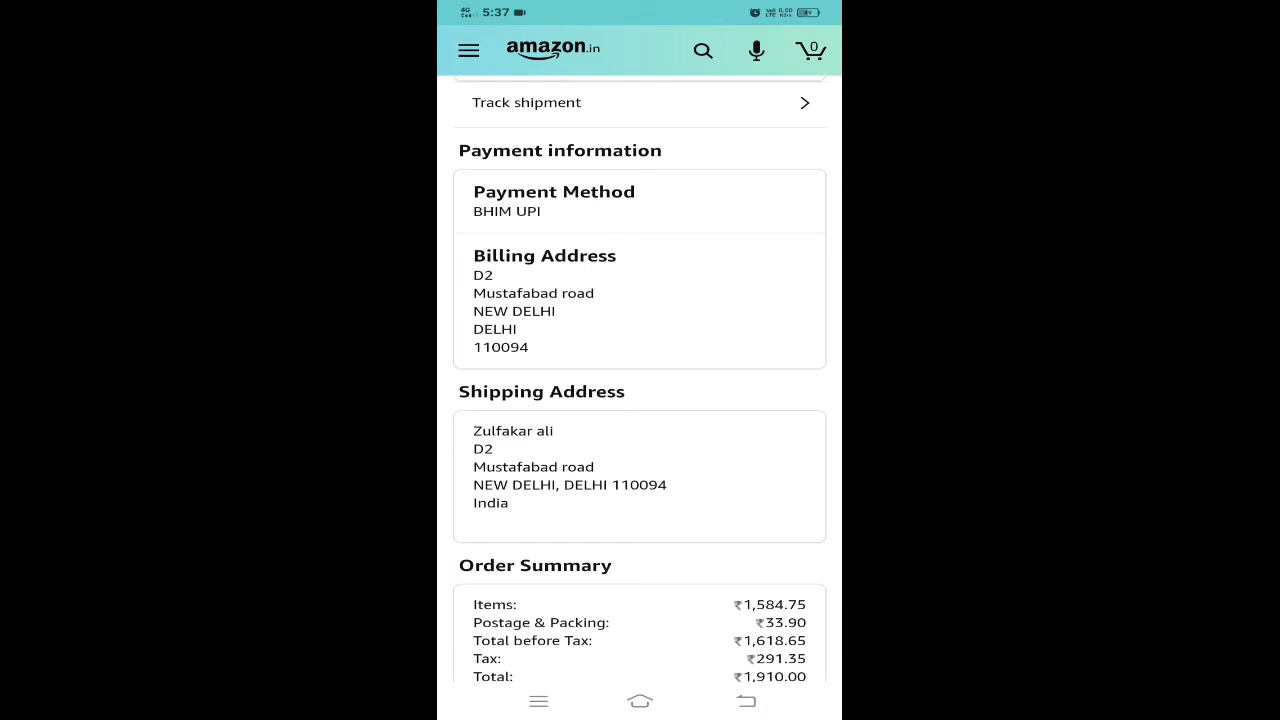 5:37
0
amazon.in
Track shipment
Payment information
Payment Method
BHIM UPI
Billing Address
D2
Mustafabad road
NEW DELHI
DELHI
110094
Shipping Address
Zulfakar ali
D2
Mustafabad road
NEW DELHI, DELHI 110094
India
Order Summary
Items: ₹1,584.75
Postage & Packing: ₹33.90
Total before Tax: ₹1,618.65
Tax: ₹291.35
Total: ₹1,910.00